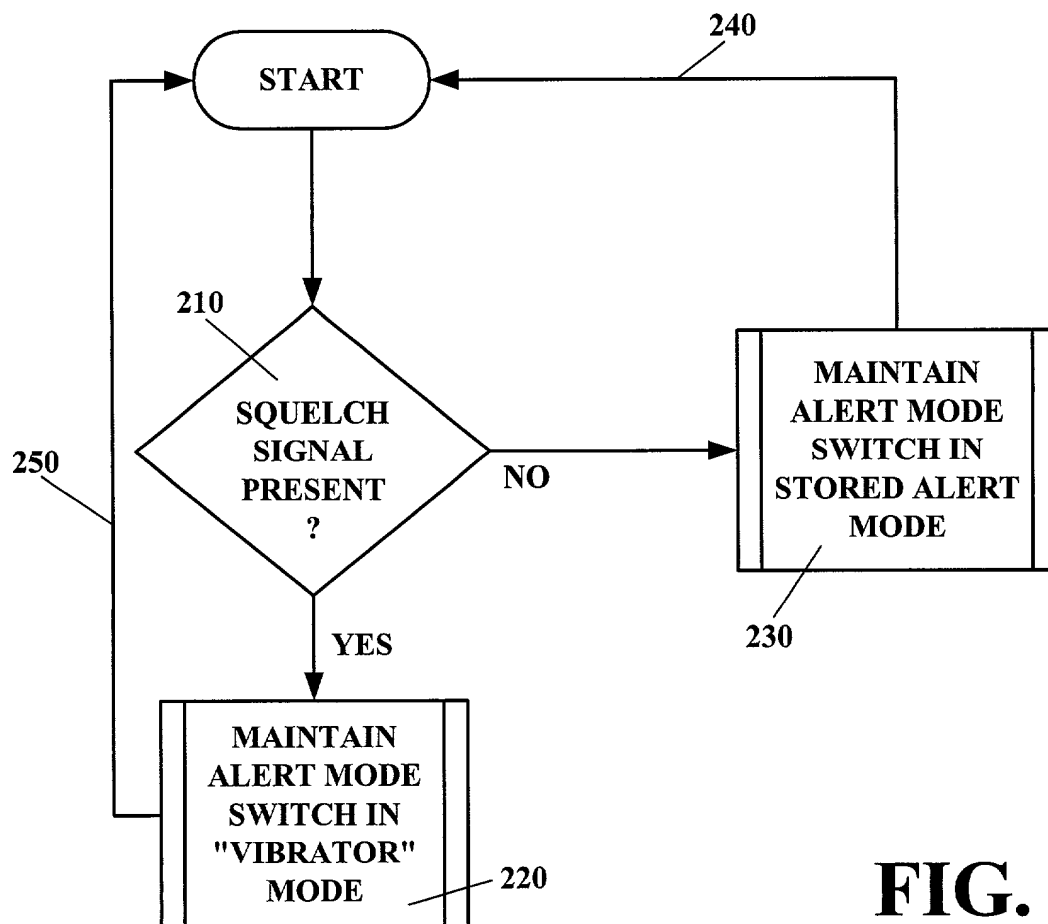 240
START
210
SQUELCH
SIGNAL
PRESENT
?
250
NO
MAINTAIN
ALERT MODE
SWITCH IN
STORED ALERT
MODE
230
YES
MAINTAIN
ALERT MODE
SWITCH IN
"VIBRATOR"
MODE
220
FIG.